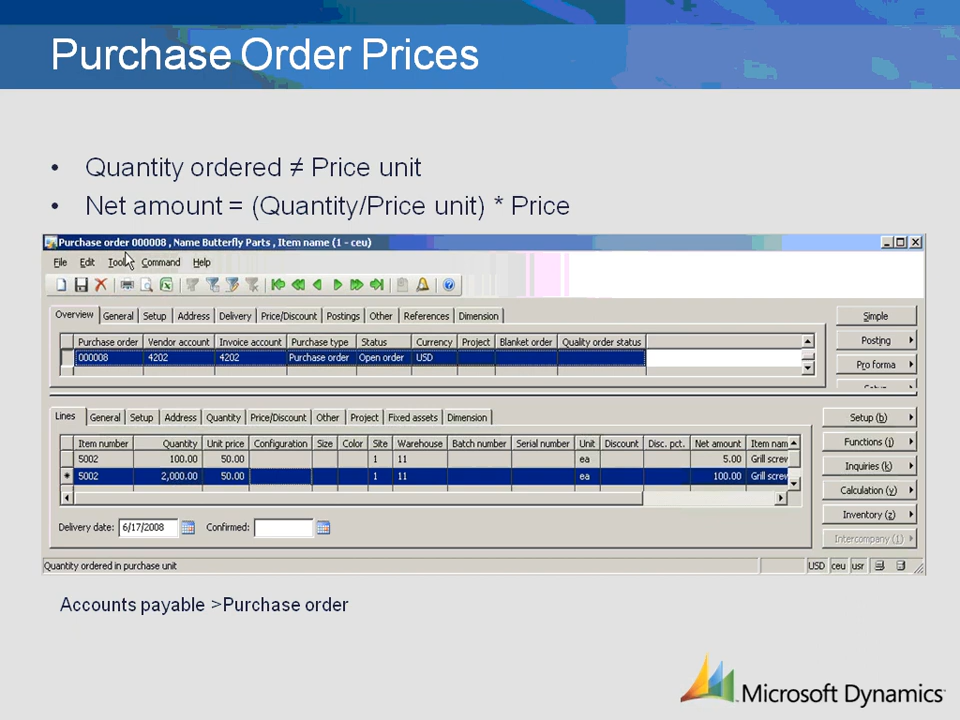 Purchase Order Prices
• Quantity ordered ≠ Price unit
• Net amount = (Quantity/Price unit) * Price
Purchase order 000008 , Name Butterfly Parts , Item name (1 - ceu)
File Edit Tools Command Help
Overview General Setup Address Delivery Price/Discount Postings Other References Dimension
Simple
Purchase order Vendor account Invoice account Purchase type Status Currency Project Blanket order Quality order status
000008 4202 4202 Purchase order Open order USD
Posting
Pro forma
Lines General Setup Address Quantity Price/Discount Other Project Fixed assets Dimension
Setup (b)
Item number Quantity Unit price Configuration Size Color Site Warehouse Batch number Serial number Unit Discount Disc. pct. Net amount Item nam
5002 100.00 50.00 1 11 ea 5.00 Grill screw
5002 2,000.00 50.00 1 11 ea 100.00 Grill screw
Functions (i)
Inquiries (k)
Calculation (y)
Inventory (z)
Intercompany (1)
Delivery date: 6/17/2008 Confirmed:
Quantity ordered in purchase unit USD ceu usr
Accounts payable >Purchase order
Microsoft Dynamics